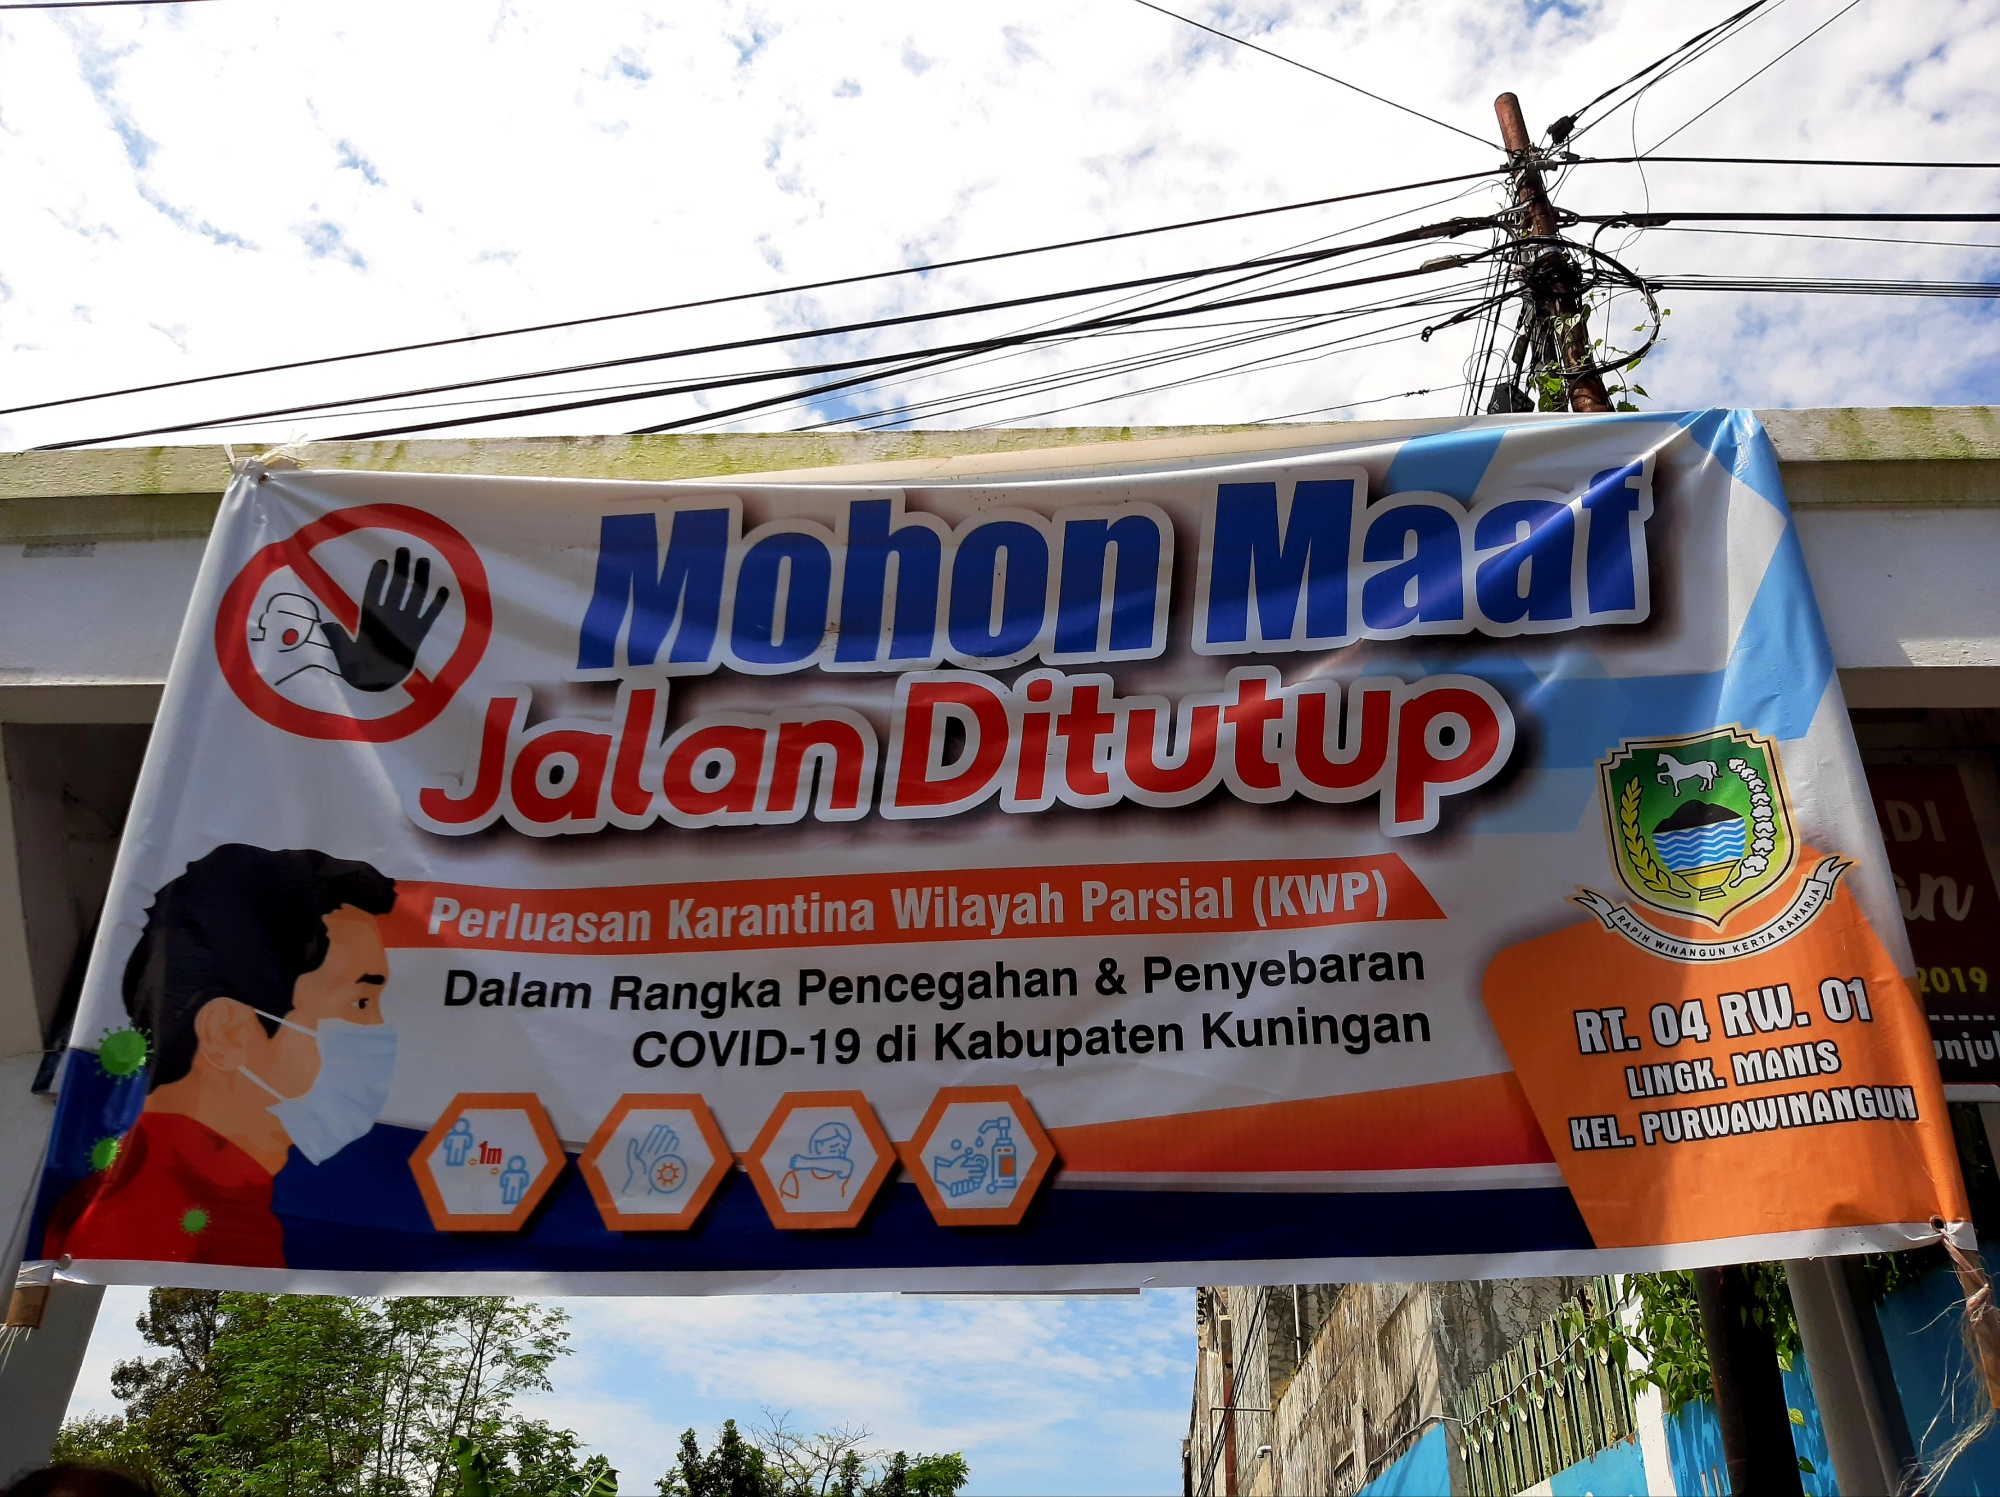 Mohon Maaf
Jalan Ditutup
Perluasan Karantina Wilayah Parsial (KWP)
Dalam Rangka Pencegahan & Penyebaran
COVID-19 di Kabupaten Kuningan
1m
RAPIH WINANGUN KERTA RAHARJA
RT. 04 RW. 01
LINGK. MANIS
KEL. PURWAWINANGUN
2019